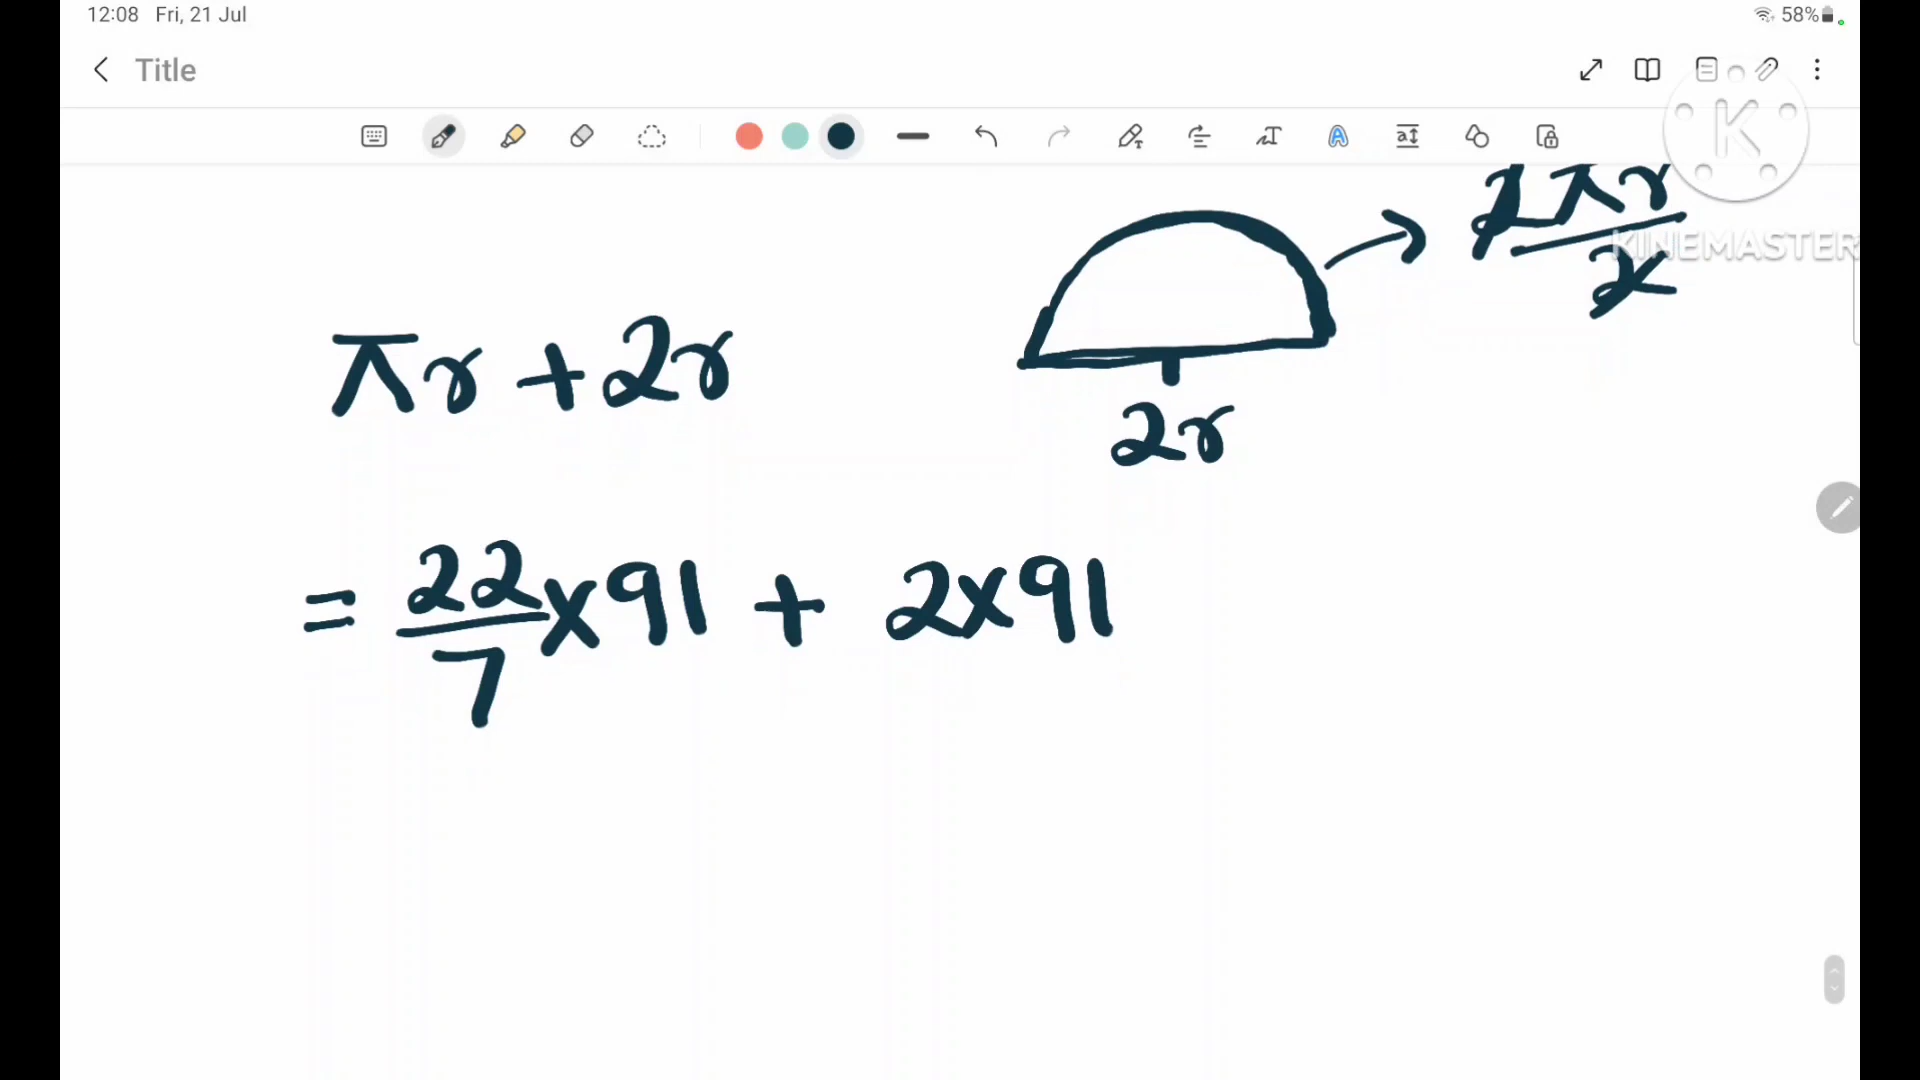 12:08 Fri, 21 Jul 58%
Title
K
KINEMASTER
2πr/2
πr + 2r
2r
= 22/7 x 91 + 2x91